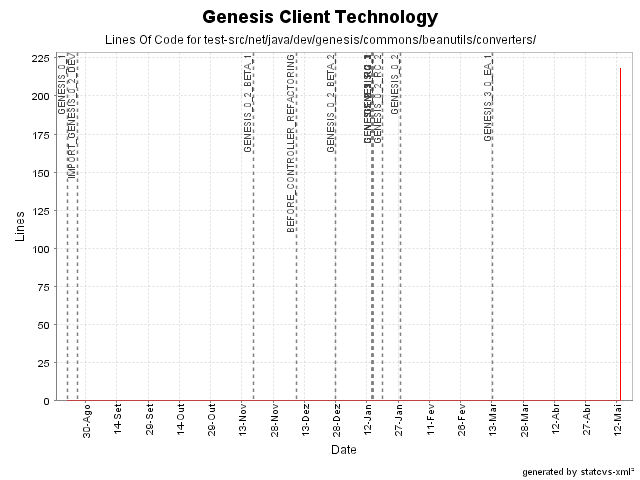 Genesis Client Technology
Lines Of Code for test-src/net/java/dev/genesis/commons/beanutils/converters/
Lines
225
200
175
150
125
100
75
50
25
0
GENESIS_0_1
IMPORT_GENESIS_0_2_DEV
GENESIS_0_2_BETA_1
BEFORE_CONTROLLER_REFACTORING
GENESIS_0_2_BETA_2
GENESIS_0_2_RC_2
GENESIS_0_2
GENESIS_3_0_EA_1
30-Ago
14-Set
29-Set
14-Out
29-Out
13-Nov
28-Nov
13-Dez
28-Dez
12-Jan
27-Jan
11-Fev
26-Fev
13-Mar
28-Mar
12-Abr
27-Abr
12-Mai
Date
generated by statcvs-xml²